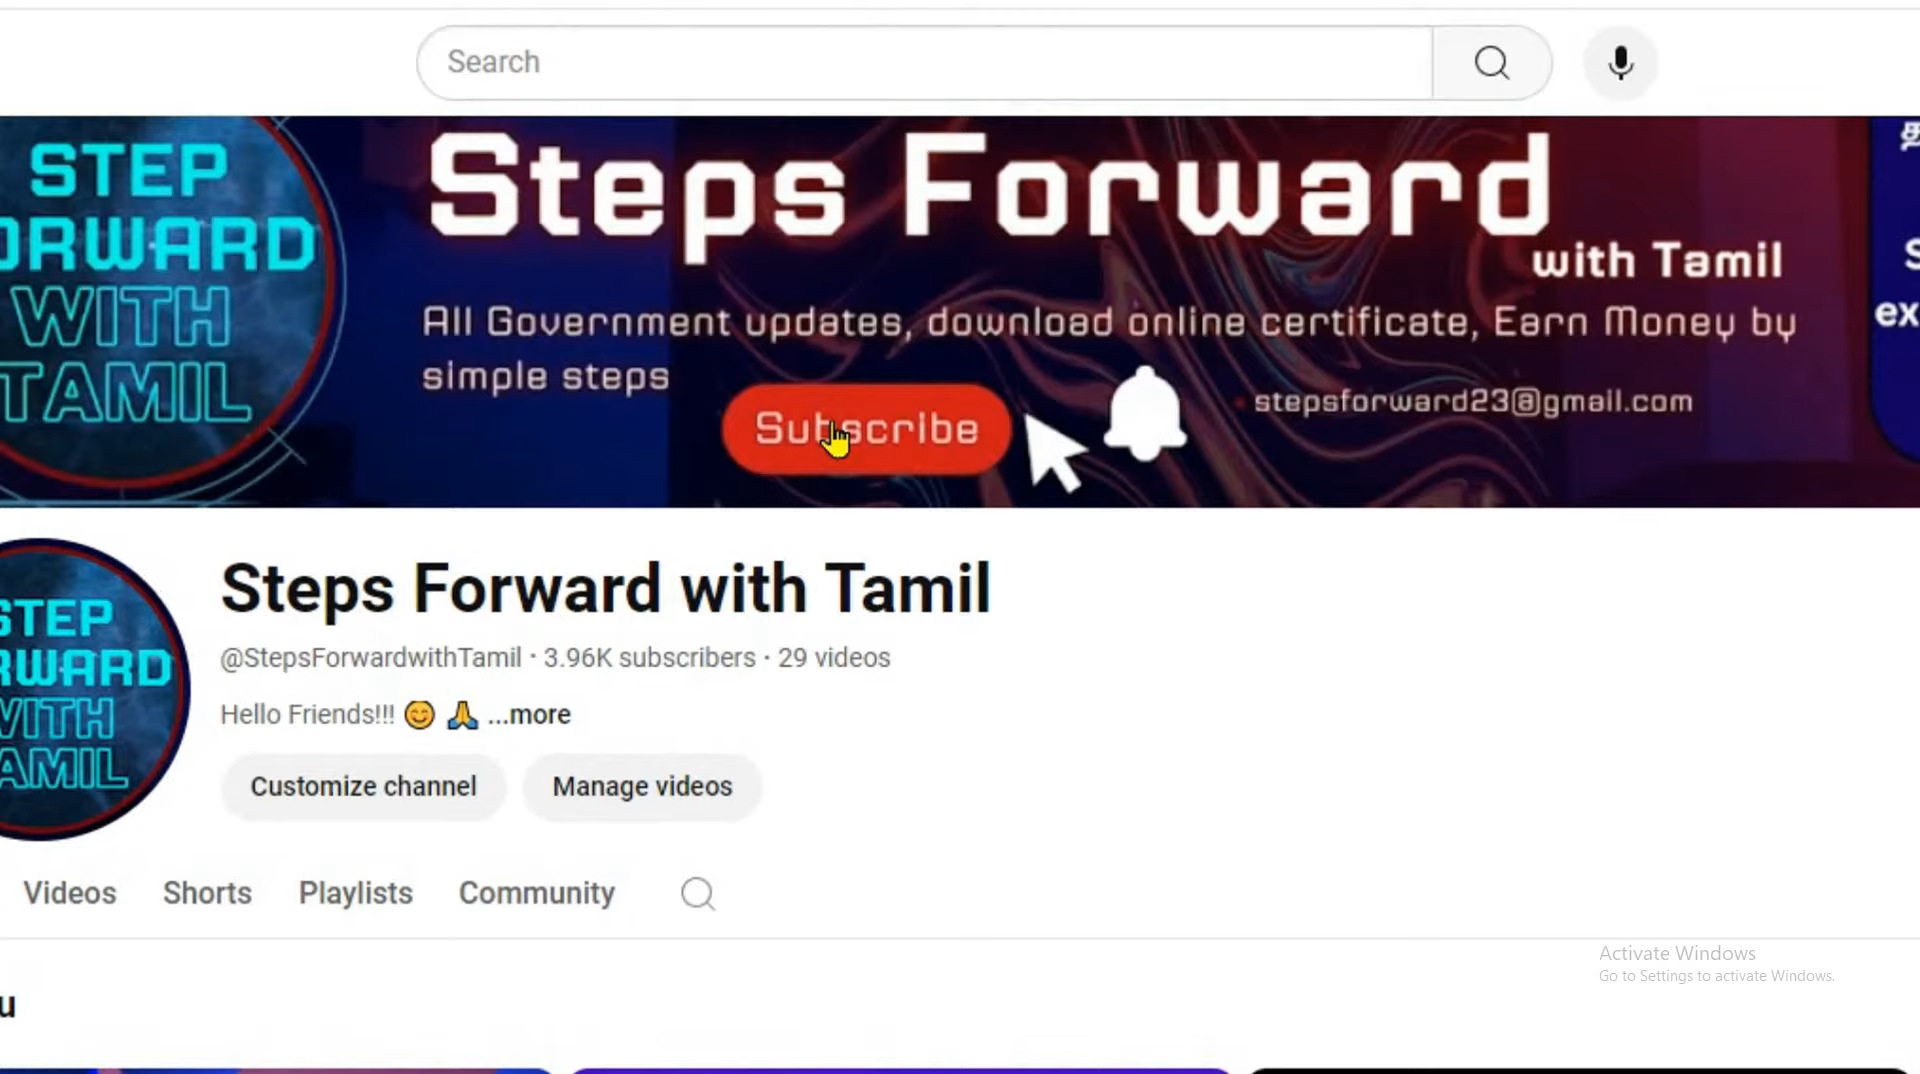 Search
STEP
ORWARD
WITH
TAMIL
Steps Forward
with Tamil
All Government updates, download online certificate, Earn Money by
simple steps
Subscribe
stepsforward23@gmail.com
S
ex
STEP
RWARD
WITH
AMIL
Steps Forward with Tamil
@StepsForwardwithTamil · 3.96K subscribers · 29 videos
Hello Friends!!! 😊 🙏 ...more
Customize channel
Manage videos
Videos
Shorts
Playlists
Community
Activate Windows
Go to Settings to activate Windows.
u